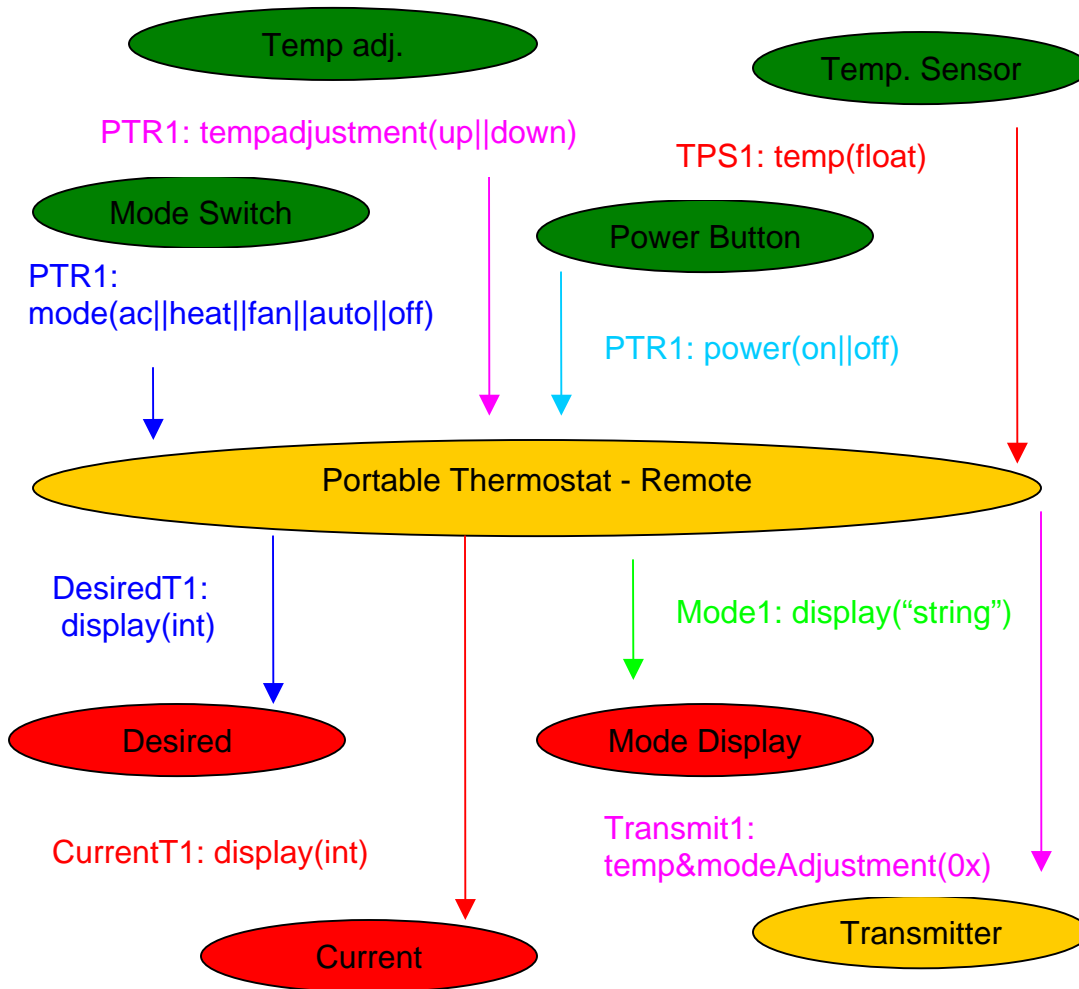 Temp adj.
Temp. Sensor
PTR1: tempadjustment(up||down)
TPS1: temp(float)
Mode Switch
Power Button
PTR1:
mode(ac||heat||fan||auto||off)
PTR1: power(on||off)
Portable Thermostat - Remote
DesiredT1:
display(int)
Mode1: display(“string”)
Desired
Mode Display
CurrentT1: display(int)
Transmit1:
temp&modeAdjustment(0x)
Transmitter
Current